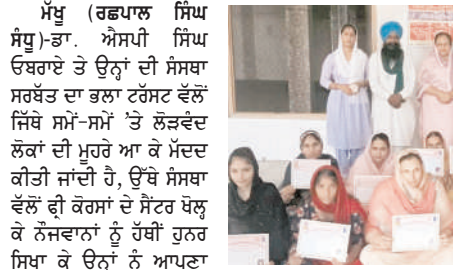 ਮੱਖੂ (ਰਛਪਾਲ ਸਿੰਘ
ਸੰਧੂ)-ਡਾ. ਐਸਪੀ ਸਿੰਘ
ਓਬਰਾਏ ਤੇ ਉਨ੍ਹਾਂ ਦੀ ਸੰਸਥਾ
ਸਰਬੱਤ ਦਾ ਭਲਾ ਟਰੱਸਟ ਵੱਲੋਂ
ਜਿੱਥੇ ਸਮੇਂ-ਸਮੇਂ 'ਤੇ ਲੋੜਵੰਦ
ਲੋਕਾਂ ਦੀ ਮੂਹਰੇ ਆ ਕੇ ਮੱਦਦ
ਕੀਤੀ ਜਾਂਦੀ ਹੈ, ਉੱਥੇ ਸੰਸਥਾ
ਵੱਲੋਂ ਫ੍ਰੀ ਕੋਰਸਾਂ ਦੇ ਸੈਂਟਰ ਖੋਲ੍ਹ
ਕੇ ਨੌਜਵਾਨਾਂ ਨੂੰ ਹੱਥੀਂ ਹੁਨਰ
ਸਿਖਾ ਕੇ ਉਨਾਂ ਨੂੰ ਆਪਣਾ